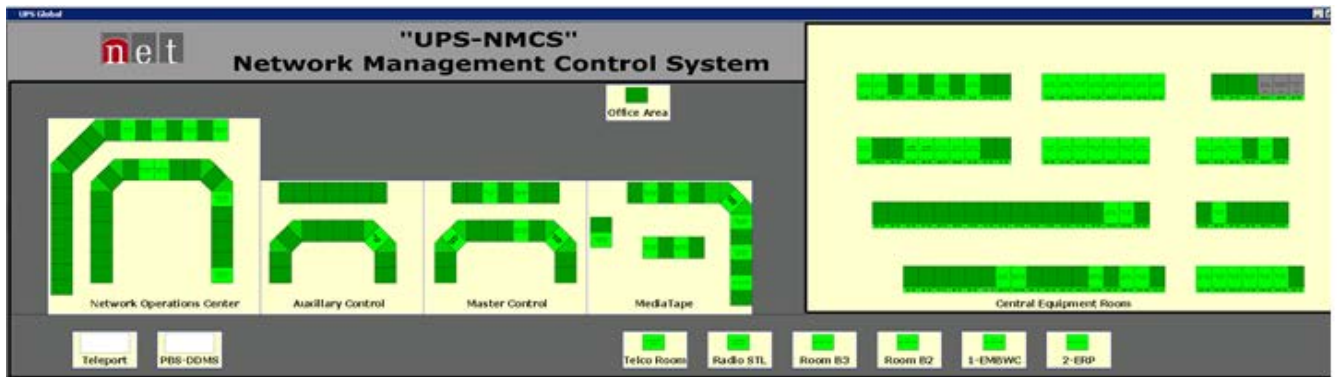 UPS Global
net
"UPS-NMCS"
Network Management Control System
Office Area
Network Operations Center
Auxillary Control
Master Control
MediaTape
Central Equipment Room
Teleport
PBS-DDMS
Telco Room
Radio STL
Room B3
Room B2
1-EMBWC
2-ERP